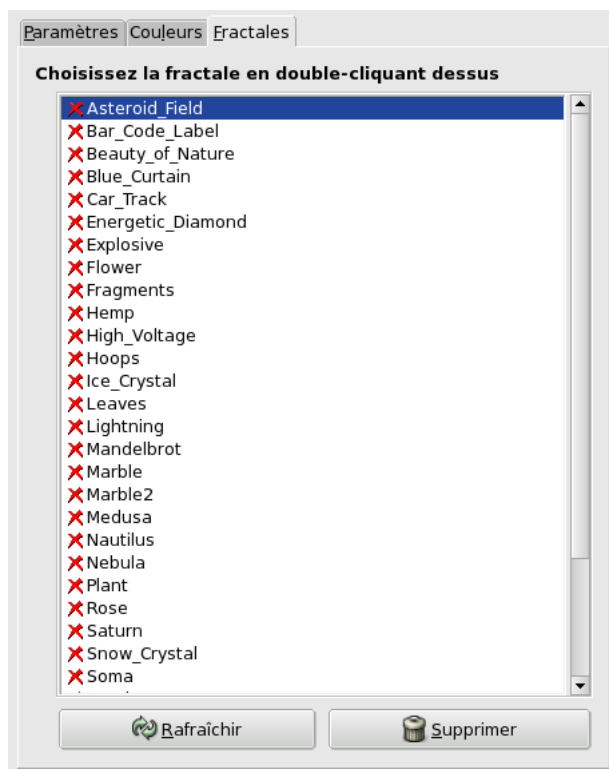 Paramètres Couleurs Fractales
Choisissez la fractale en double-cliquant dessus
Asteroid_Field
Bar_Code_Label
Beauty_of_Nature
Blue_Curtain
Car_Track
Energetic_Diamond
Explosive
Flower
Fragments
Hemp
High_Voltage
Hoops
Ice_Crystal
Leaves
Lightning
Mandelbrot
Marble
Marble2
Medusa
Nautilus
Nebula
Plant
Rose
Saturn
Snow_Crystal
Soma
Rafraîchir Supprimer